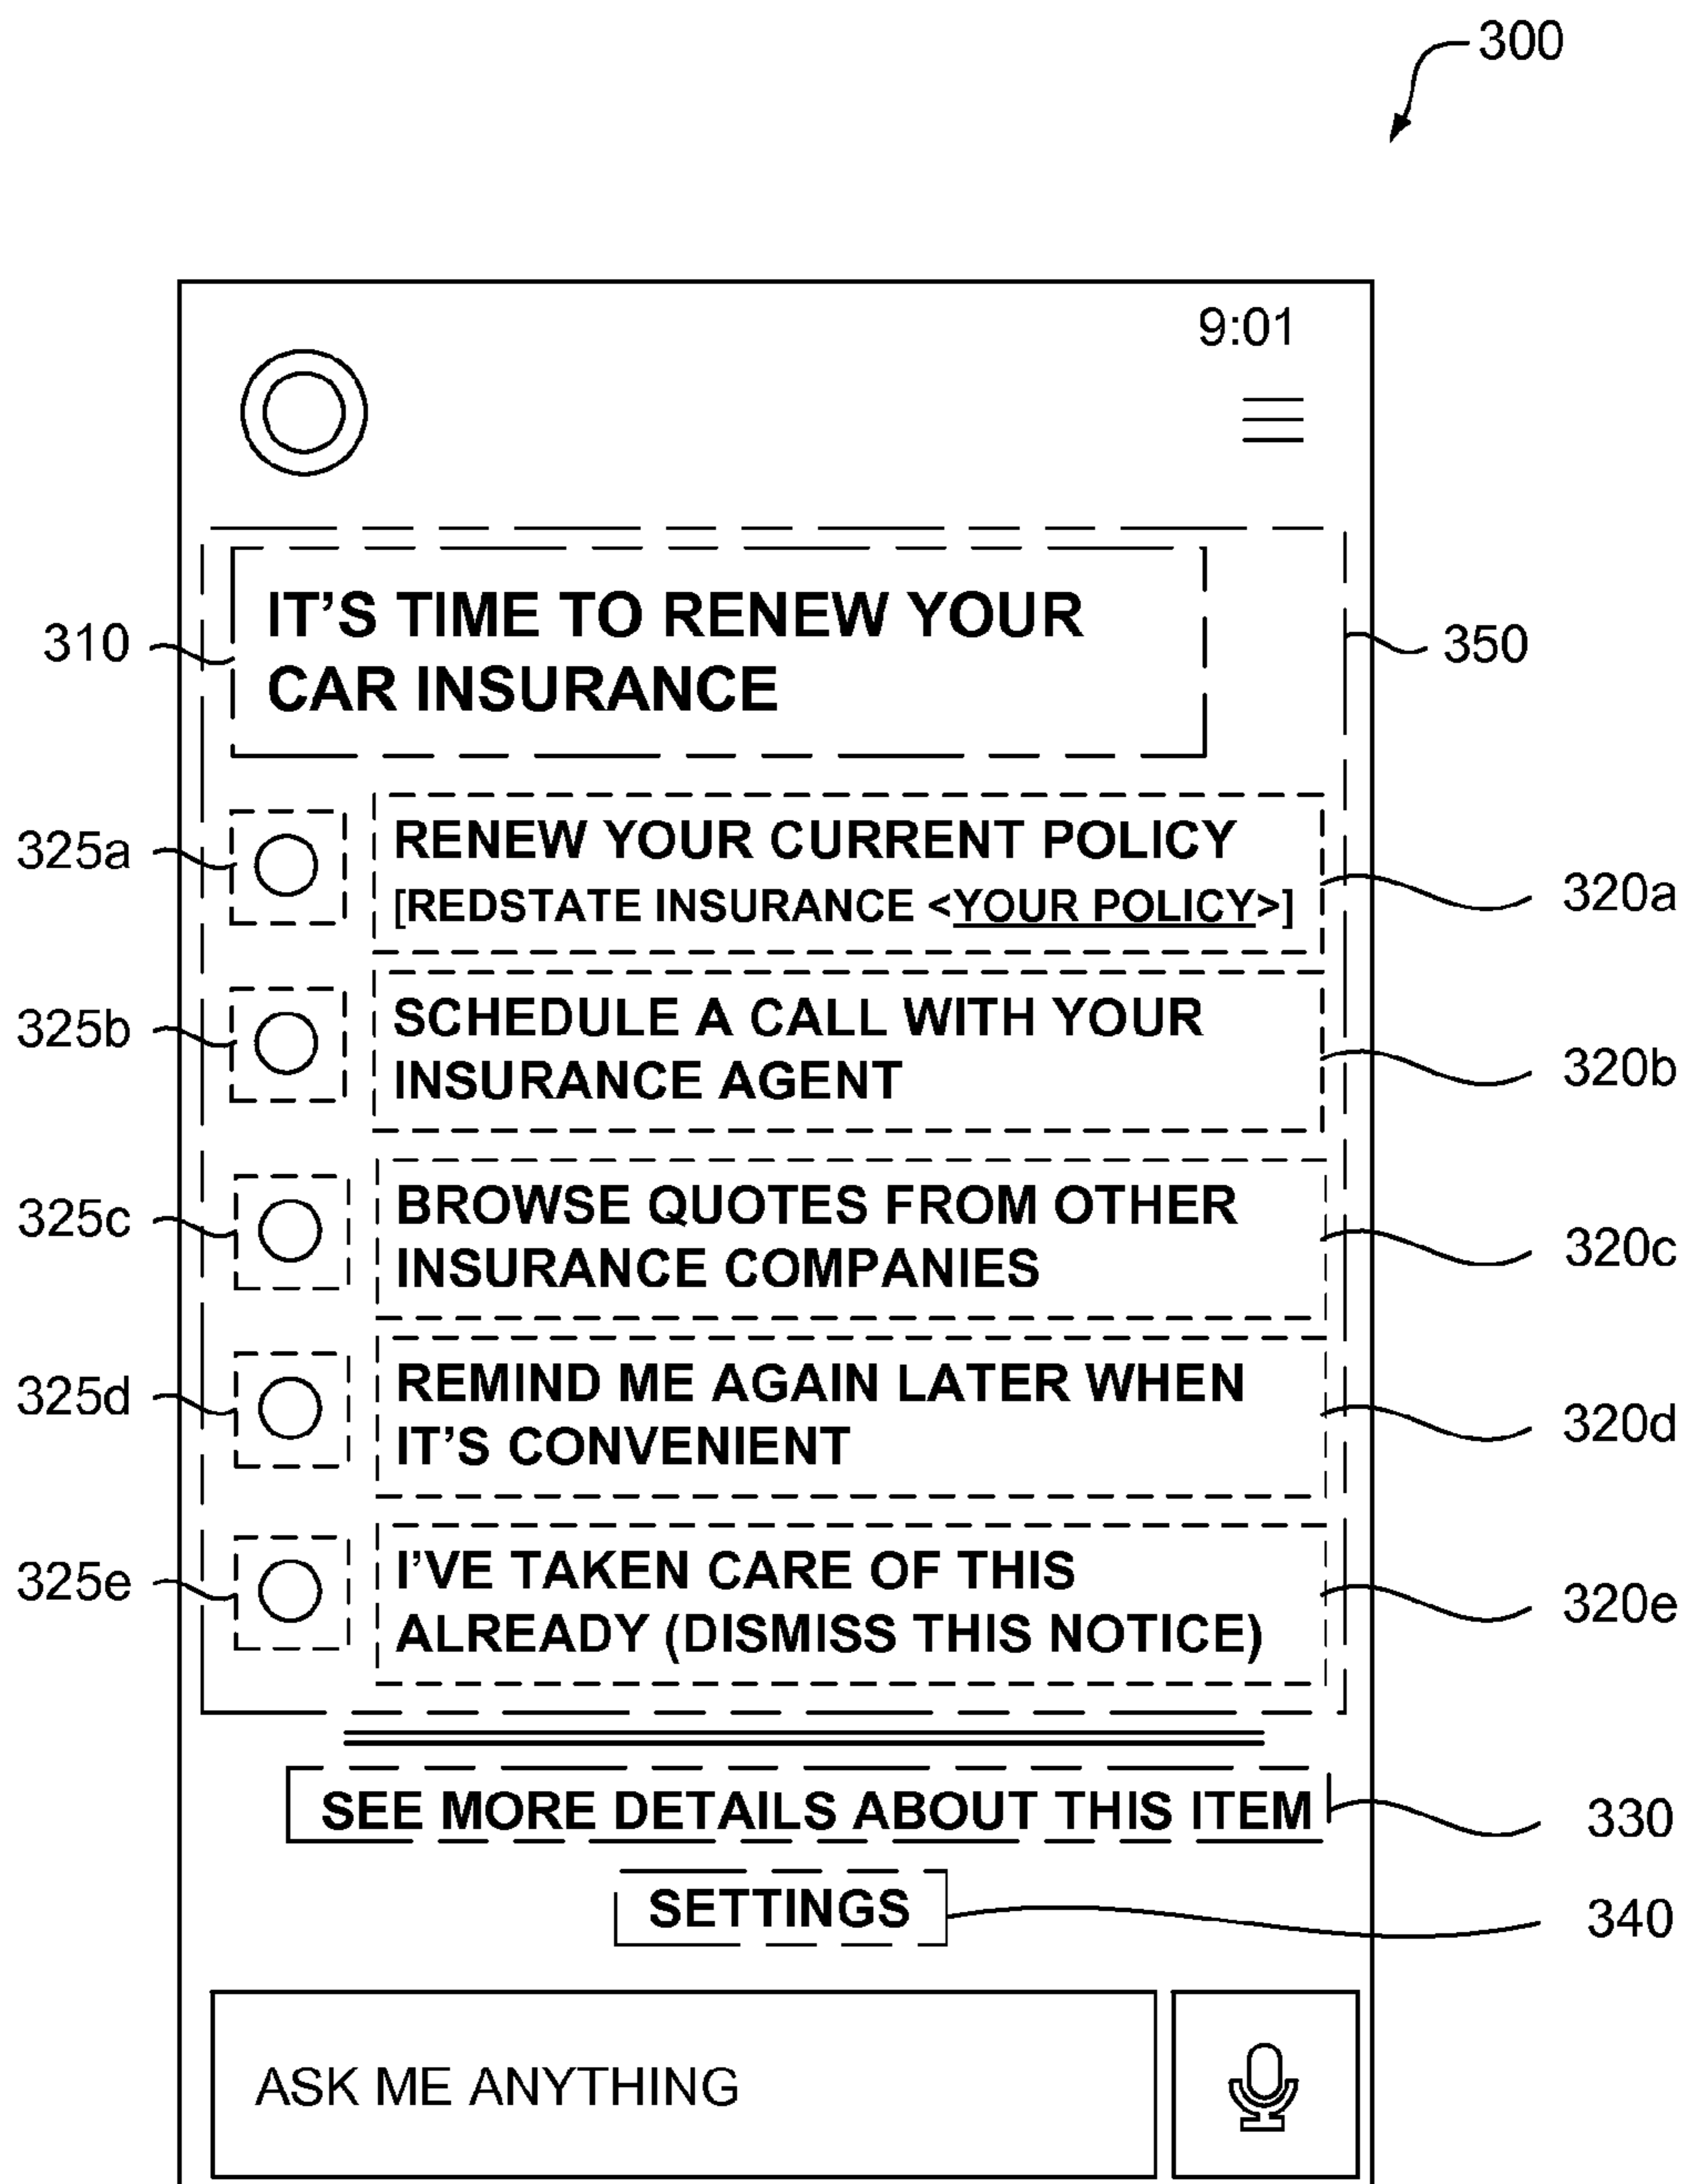 300
9:01
310
IT'S TIME TO RENEW YOUR
CAR INSURANCE
350
325a
RENEW YOUR CURRENT POLICY
[REDSTATE INSURANCE <YOUR POLICY>]
320a
325b
SCHEDULE A CALL WITH YOUR
INSURANCE AGENT
320b
325c
BROWSE QUOTES FROM OTHER
INSURANCE COMPANIES
320c
325d
REMIND ME AGAIN LATER WHEN
IT'S CONVENIENT
320d
325e
I'VE TAKEN CARE OF THIS
ALREADY (DISMISS THIS NOTICE)
320e
SEE MORE DETAILS ABOUT THIS ITEM
330
SETTINGS
340
ASK ME ANYTHING